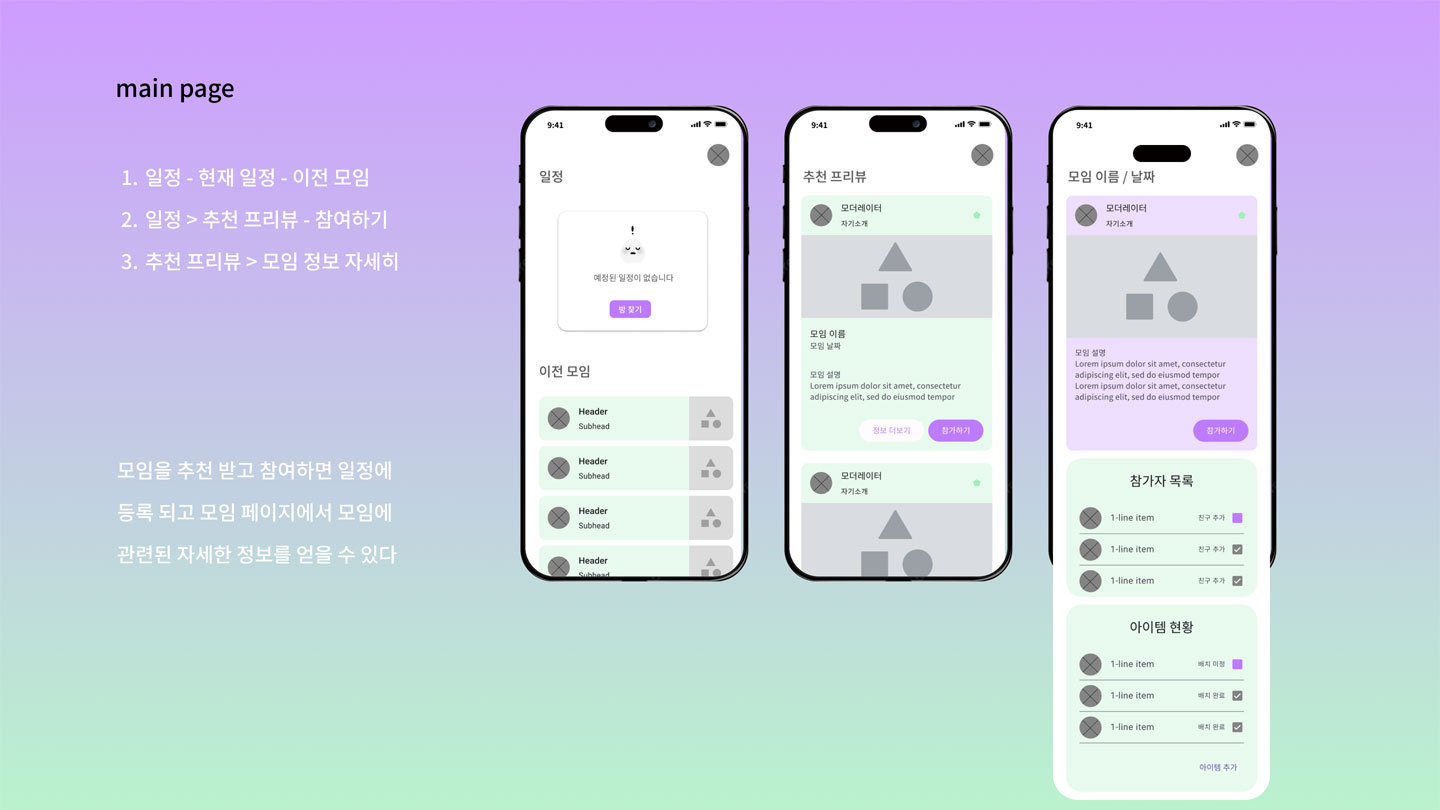 main page
1. 일정 - 현재 일정 - 이전 모임
2. 일정 > 추천 프리뷰 - 참여하기
3. 추천 프리뷰 > 모임 정보 자세히
모임을 추천 받고 참여하면 일정에
등록 되고 모임 페이지에서 모임에
관련된 자세한 정보를 얻을 수 있다
9:41
일정
!
예정된 일정이 없습니다
방 찾기
이전 모임
Header
Subhead
Header
Subhead
Header
Subhead
Header
Subhead
9:41
추천 프리뷰
모더레이터
자기소개
모임 이름
모임 날짜
모임 설명
Lorem ipsum dolor sit amet, consectetur
adipiscing elit, sed do eiusmod tempor
정보 더보기 참가하기
모더레이터
자기소개
9:41
모임 이름 / 날짜
모더레이터
자기소개
모임 설명
Lorem ipsum dolor sit amet, consectetur
adipiscing elit, sed do eiusmod tempor
Lorem ipsum dolor sit amet, consectetur
adipiscing elit, sed do eiusmod tempor
참가하기
참가자 목록
1-line item 친구 추가
1-line item 친구 추가
1-line item 친구 추가
아이템 현황
1-line item 배치 미정
1-line item 배치 완료
1-line item 배치 완료
아이템 추가